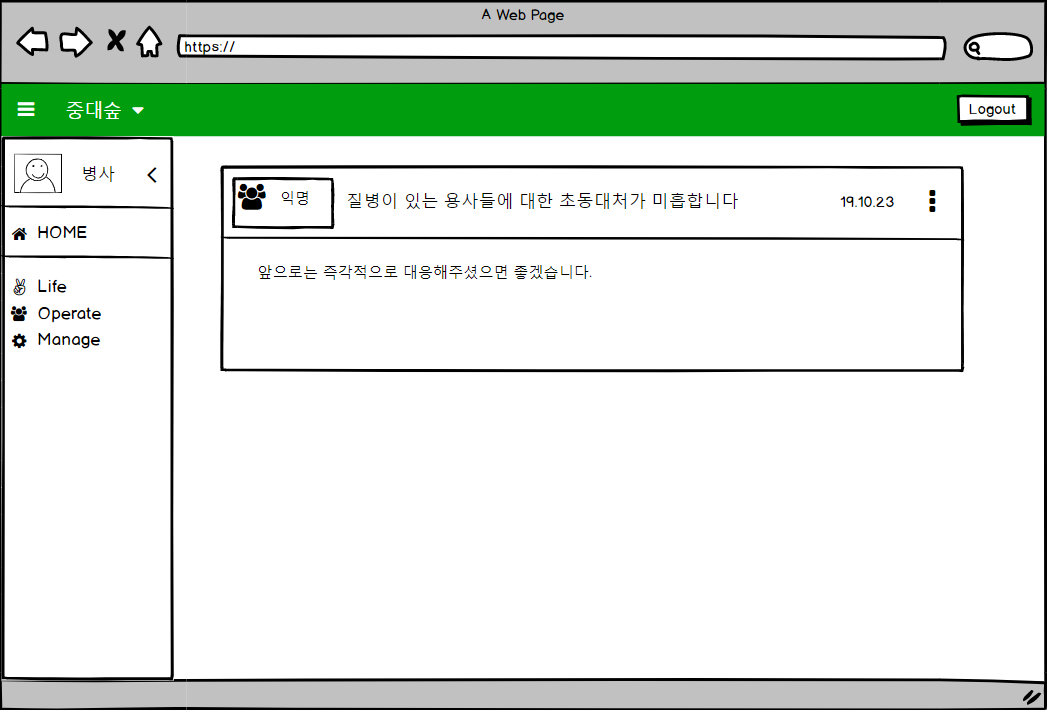 A Web Page
https://
중대숲
Logout
병사
HOME
Life
Operate
Manage
익명 질병이 있는 용사들에 대한 초동대처가 미흡합니다 19.10.23
앞으로는 즉각적으로 대응해주셨으면 좋겠습니다.